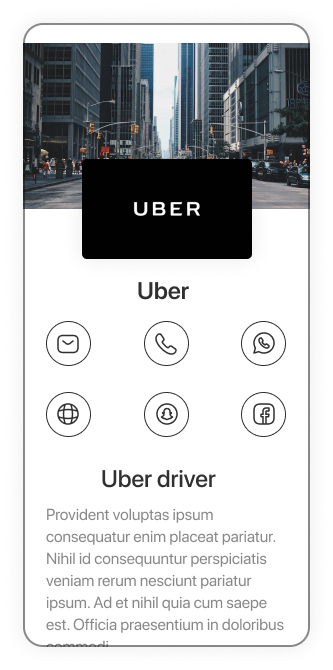 UBER
Uber
Uber driver
Provident voluptas ipsum
consequatur enim placeat pariatur.
Nihil id consequuntur perspiciatis
veniam rerum nesciunt pariatur
ipsum. Ad et nihil quia cum saepe
est. Officia praesentium in doloribus
commodi